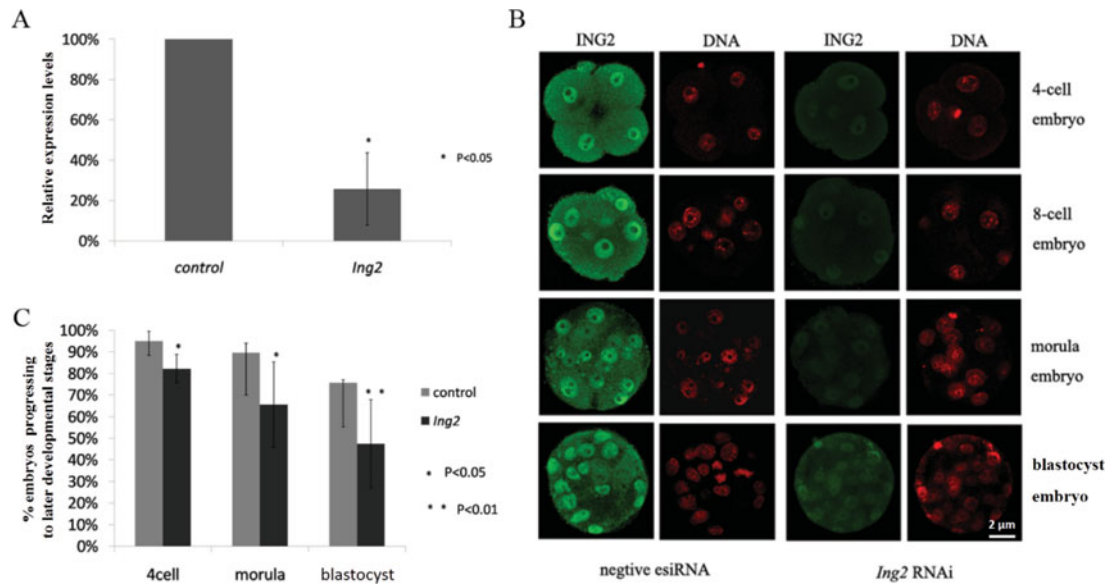 A
Relative expression levels
100%
80%
60%
40%
20%
0%
*
* P<0.05
control
Ing2
B
ING2 DNA ING2 DNA
4-cell
embryo
8-cell
embryo
morula
embryo
blastocyst
embryo
2 µm
negtive esiRNA
Ing2 RNAi
C
% embryos progressing
to later developmental stages
100%
90%
80%
70%
60%
50%
40%
30%
20%
10%
0%
*
*
* *
control
Ing2
* P<0.05
* * P<0.01
4cell morula blastocyst